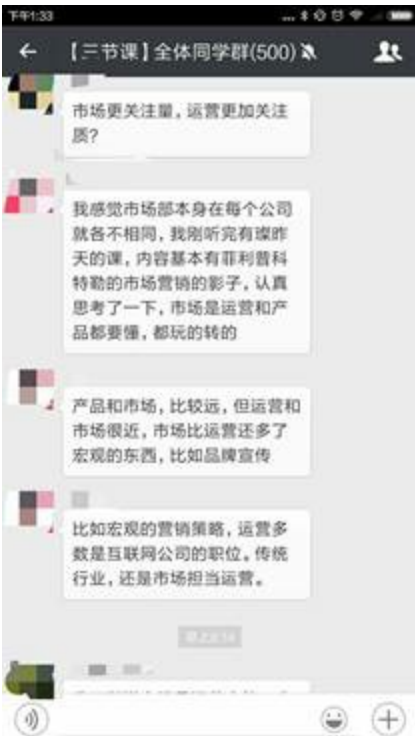 下午1:33
【三节课】全体同学群(500)
市场更关注量，运营更加关注
质？
我感觉市场部本身在每个公司
就各不相同，我刚听完有璨昨
天的课，内容基本有菲利普科
特勒的市场营销的影子，认真
思考了一下，市场是运营和产
品都要懂，都玩的转的
产品和市场，比较远，但运营和
市场很近，市场比运营还多了
宏观的东西，比如品牌宣传
比如宏观的营销策略，运营多
数是互联网公司的职位。传统
行业，还是市场担当运营。